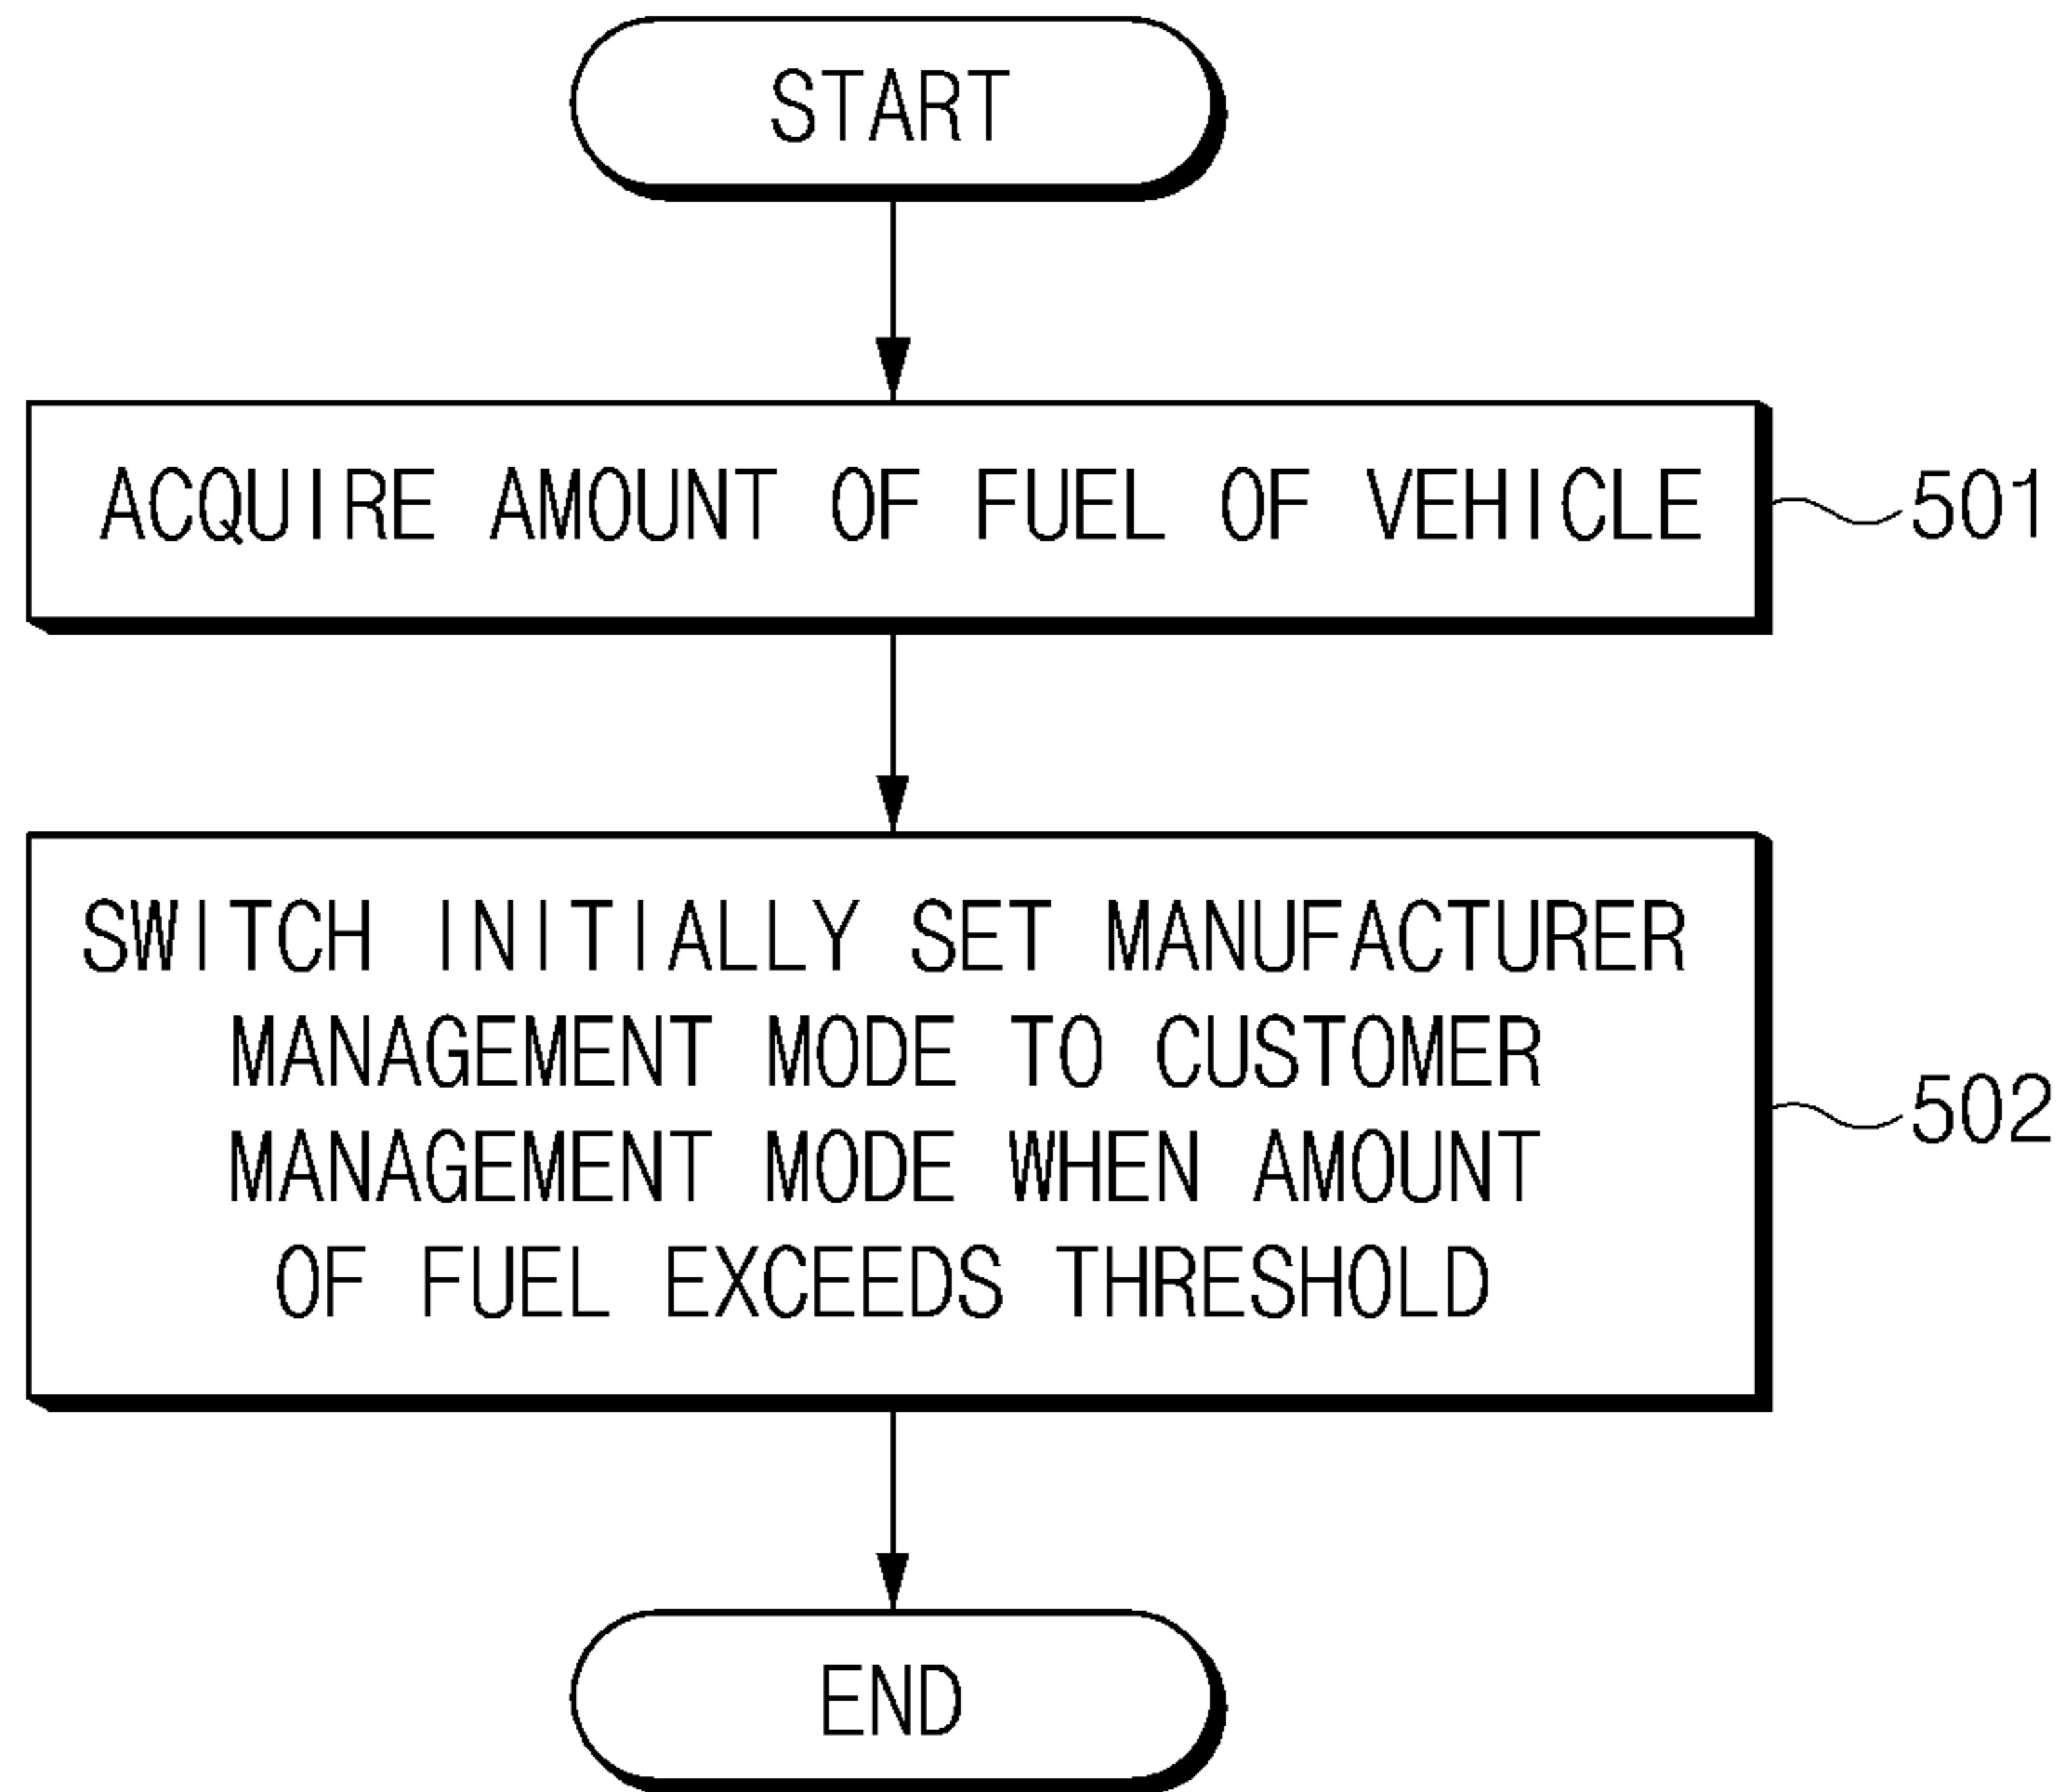 START
ACQUIRE AMOUNT OF FUEL OF VEHICLE
501
SWITCH INITIALLY SET MANUFACTURER
MANAGEMENT MODE TO CUSTOMER
MANAGEMENT MODE WHEN AMOUNT
OF FUEL EXCEEDS THRESHOLD
502
END